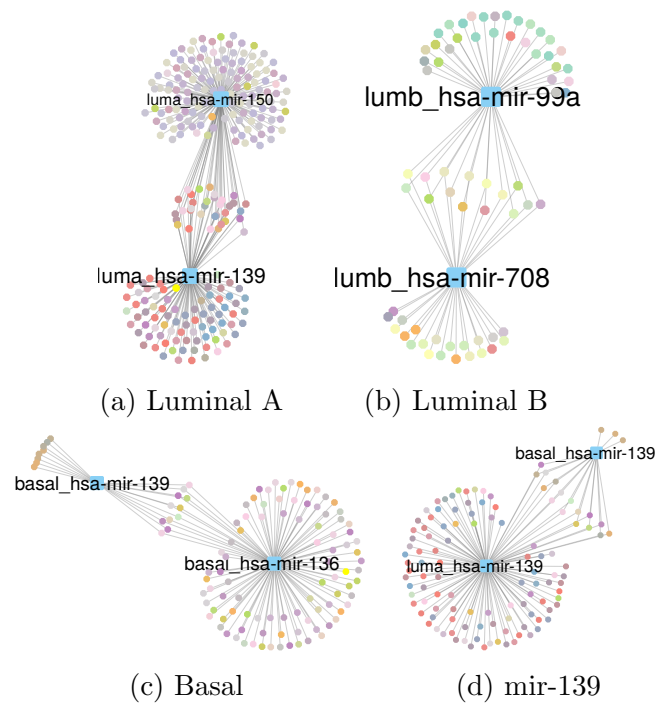 luma_hsa-mir-150
lumb_hsa-mir-99a
luma_hsa-mir-139
lumb_hsa-mir-708
(a) Luminal A
(b) Luminal B
basal_hsa-mir-139
basal_hsa-mir-136
basal_hsa-mir-139
luma_hsa-mir-139
(c) Basal
(d) mir-139